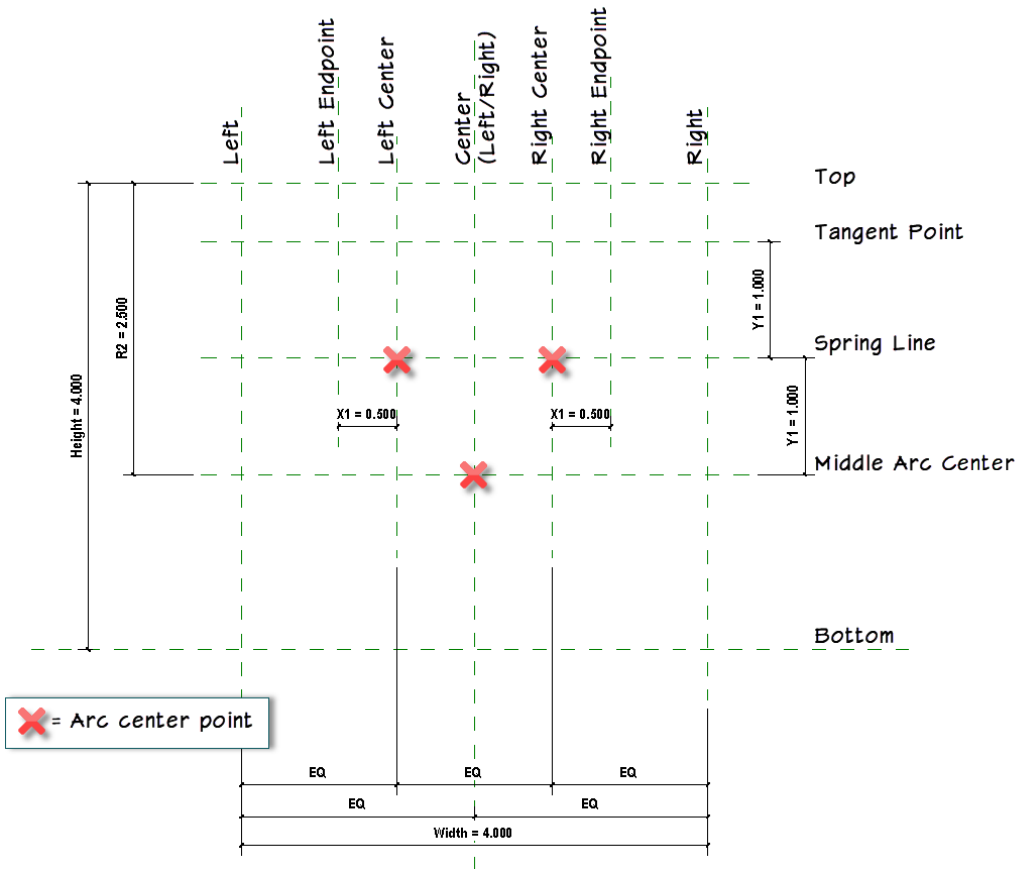 Left
Left Endpoint
Left Center
Center
(Left/Right)
Right Center
Right Endpoint
Right
Top
Tangent Point
Y1 = 1.000
R2 = 2.500
Spring Line
Height = 4.000
X1 = 0.500
X1 = 0.500
Y1 = 1.000
Middle Arc Center
Bottom
= Arc center point
EQ
EQ
EQ
EQ
EQ
Width = 4.000